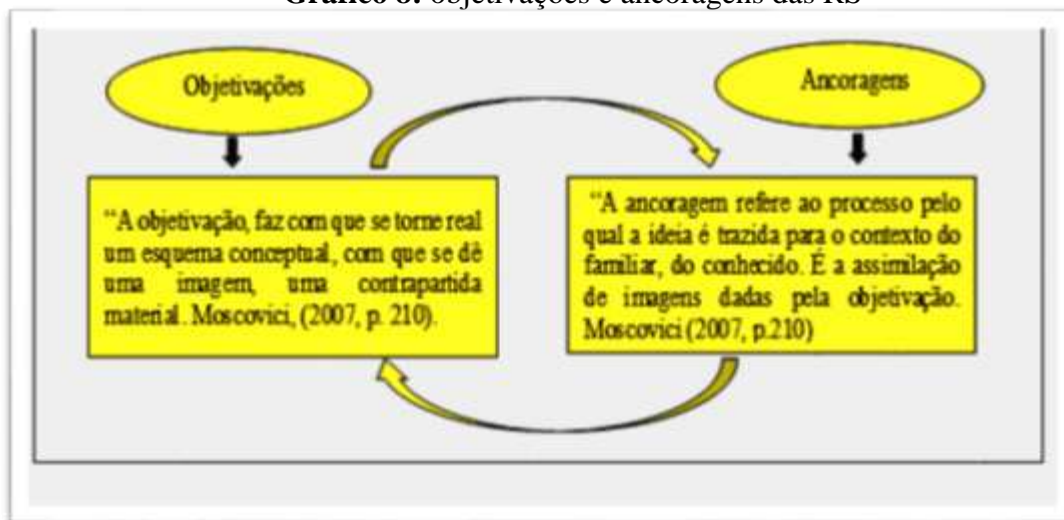 Gráfico 8: objetivações e ancoragens das RS
Objetivações
Ancoragens
“A objetivação, faz com que se torne real
um esquema conceptual, com que se dê
uma imagem, uma contrapartida
material. Moscovici, (2007, p. 210).
“A ancoragem refere ao processo pelo
qual a ideia é trazida para o contexto do
familiar, do conhecido. É a assimilação
de imagens dadas pela objetivação.
Moscovici (2007, p.210)